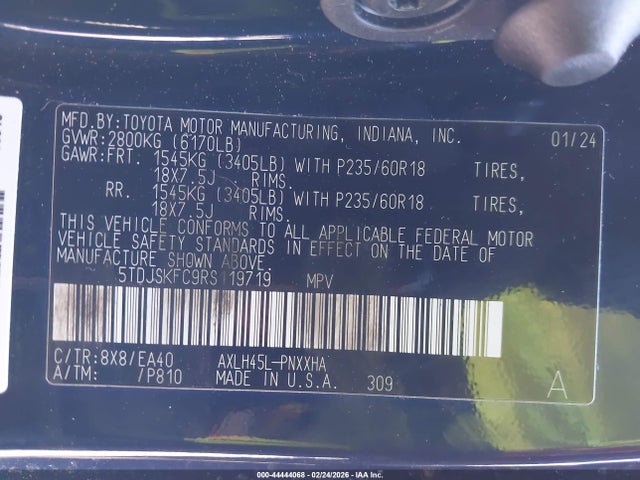 MFD.BY:TOYOTA MOTOR MANUFACTURING, INDIANA, INC. 01/24
GVWR:2800KG (6170LB)
GAWR:FRT. 1545KG (3405LB) WITH P235/60R18 TIRES,
18X7.5J RIMS.
RR. 1545KG (3405LB) WITH P235/60R18 TIRES,
18X7.5J RIMS.
THIS VEHICLE CONFORMS TO ALL APPLICABLE FEDERAL MOTOR
VEHICLE SAFETY STANDARDS IN EFFECT ON THE DATE OF
MANUFACTURE SHOWN ABOVE.
5TDJSKFC9RS119719 MPV
C/TR:8X8/EA40 AXLH45L-PNXXHA
A/TM: /P810 MADE IN U.S.A. 309 A
000-44444068 - 02/24/2026 - IAA Inc.